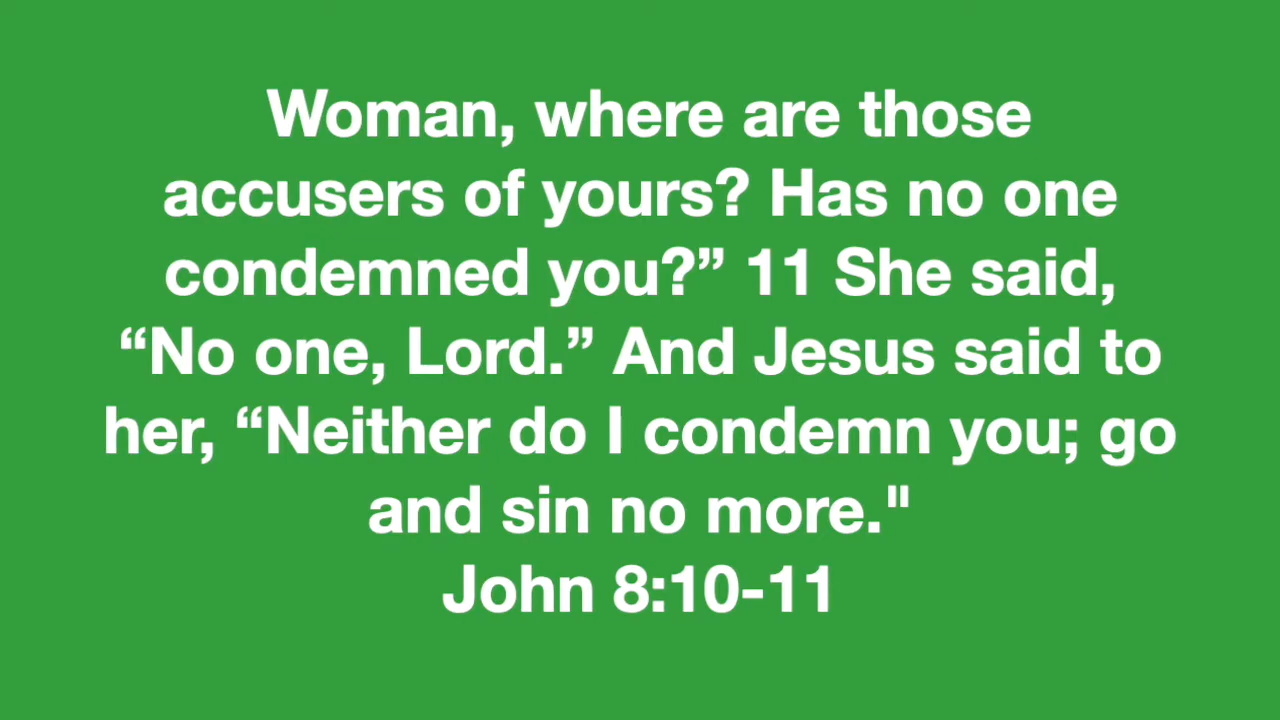 Woman, where are those
accusers of yours? Has no one
condemned you?” 11 She said,
“No one, Lord.” And Jesus said to
her, “Neither do I condemn you; go
and sin no more."
John 8:10-11